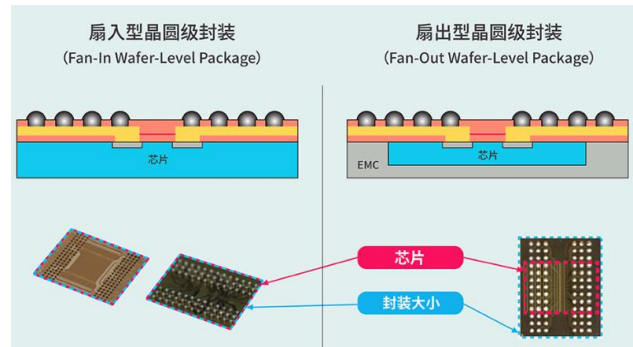 扇入型晶圆级封装
（Fan-In Wafer-Level Package）
扇出型晶圆级封装
（Fan-Out Wafer-Level Package）
芯片
EMC
芯片
芯片
封装大小